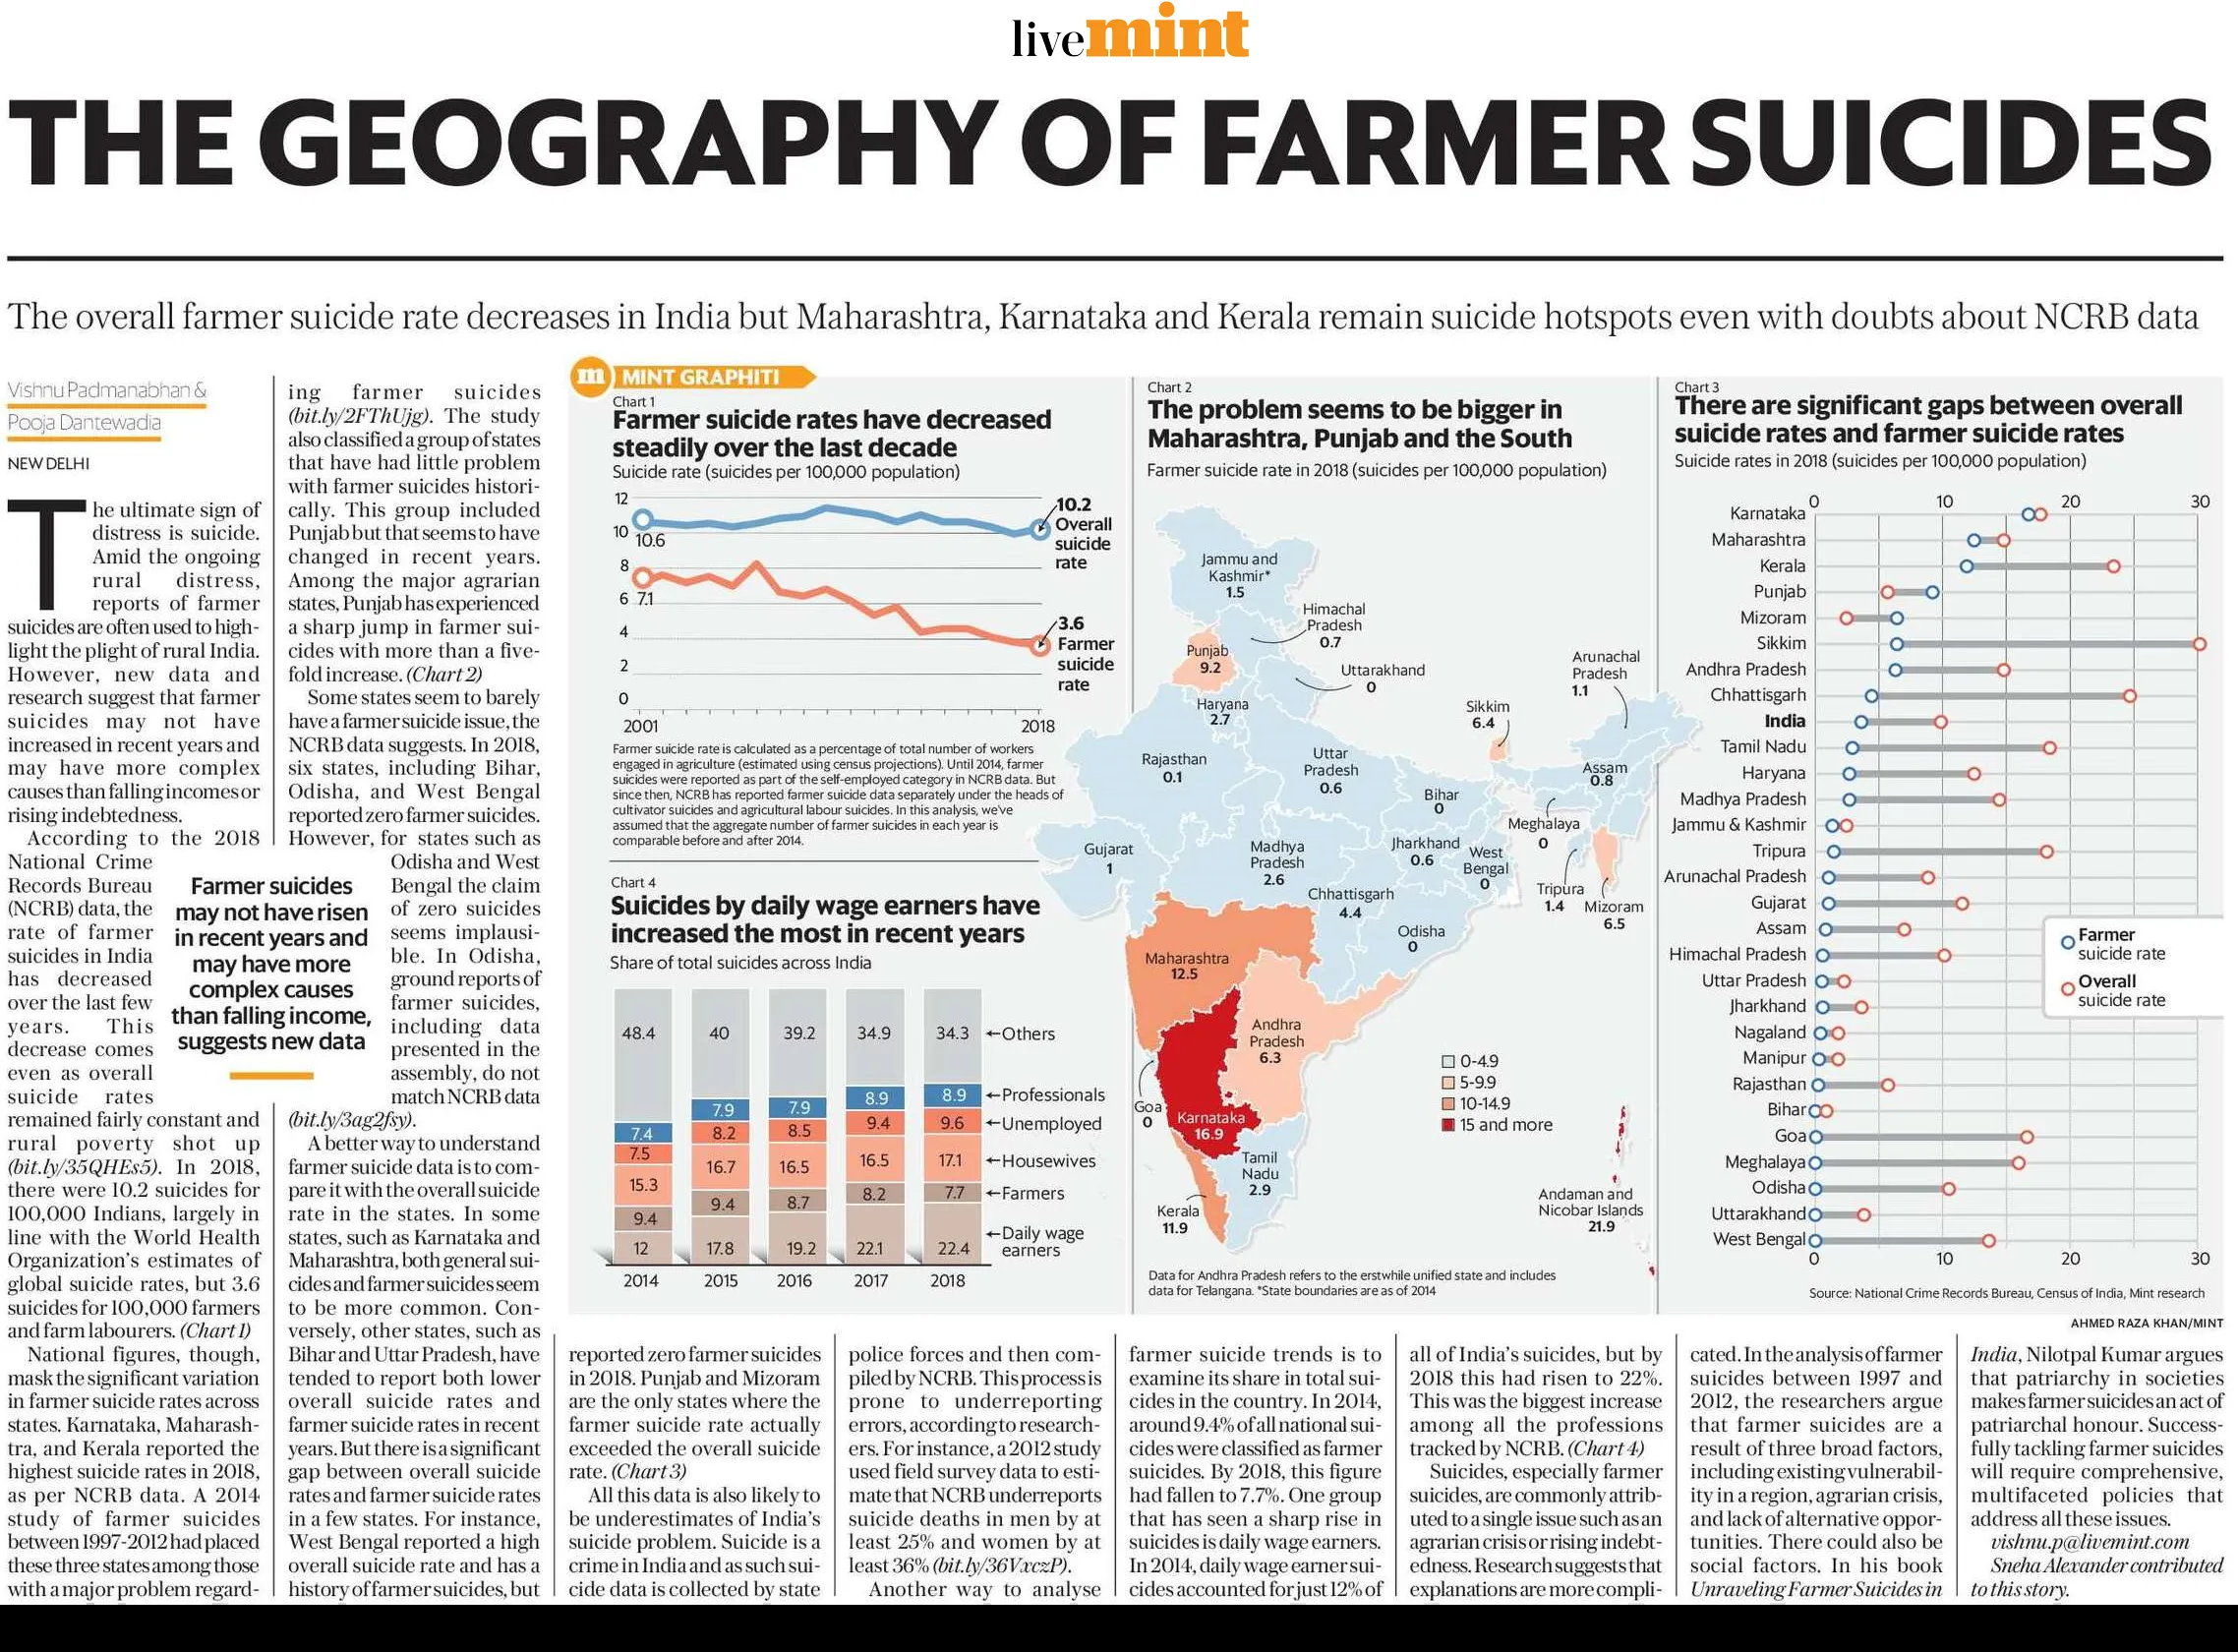 livemint
THE GEOGRAPHY OF FARMER SUICIDES
The overall farmer suicide rate decreases in India but Maharashtra, Karnataka and Kerala remain suicide hotspots even with doubts about NCRB data
Vishnu Padmanabhan &
Pooja Dantewadia
NEW DELHI
The ultimate sign of
distress is suicide.
Amid the ongoing
rural distress,
reports of farmer
suicides are often used to high-
light the plight of rural India.
However, new data and
research suggest that farmer
suicides may not have
increased in recent years and
may have more complex
causes than falling incomes or
rising indebtedness.
According to the 2018
National Crime
Records Bureau
(NCRB) data, the
rate of farmer
suicides in India
has decreased
over the last few
years. This
decrease comes
even as overall
suicide rates
remained fairly constant and
rural poverty shot up
(bit.ly/35QHEs5). In 2018,
there were 10.2 suicides for
100,000 Indians, largely in
line with the World Health
Organization's estimates of
global suicide rates, but 3.6
suicides for 100,000 farmers
and farm labourers. (Chart 1)
National figures, though,
mask the significant variation
in farmer suicide rates across
states. Karnataka, Maharash-
tra, and Kerala reported the
highest suicide rates in 2018,
as per NCRB data. A 2014
study of farmer suicides
between 1997-2012 had placed
these three states among those
with a major problem regard-
Farmer suicides
may not have risen
in recent years and
may have more
complex causes
than falling income,
suggests new data
ing farmer suicides
(bit.ly/2FThUjg). The study
also classified a group of states
that have had little problem
with farmer suicides histori-
cally. This group included
Punjab but that seems to have
changed in recent years.
Among the major agrarian
states, Punjab has experienced
a sharp jump in farmer sui-
cides with more than a five-
fold increase. (Chart 2)
Some states seem to barely
have a farmer suicide issue, the
NCRB data suggests. In 2018,
six states, including Bihar,
Odisha, and West Bengal
reported zero farmer suicides.
However, for states such as
Odisha and West
Bengal the claim
of zero suicides
seems implausi-
ble. In Odisha,
ground reports of
farmer suicides,
including data
presented in the
assembly, do not
match NCRB data
(bit.ly/3ag2fsy).
A better way to understand
farmer suicide data is to com-
pare it with the overall suicide
rate in the states. In some
states, such as Karnataka and
Maharashtra, both general sui-
cides and farmer suicides seem
to be more common. Con-
versely, other states, such as
Bihar and Uttar Pradesh, have
tended to report both lower
overall suicide rates and
farmer suicide rates in recent
years. But there is a significant
gap between overall suicide
rates and farmer suicide rates
in a few states. For instance,
West Bengal reported a high
overall suicide rate and has a
history of farmer suicides, but
m MINT GRAPHITI
Chart 1
Farmer suicide rates have decreased
steadily over the last decade
Suicide rate (suicides per 100,000 population)
12
10
8
6
4
2
0
10.6
7.1
10.2
Overall
suicide
rate
3.6
Farmer
suicide
rate
2001
2018
Farmer suicide rate is calculated as a percentage of total number of workers
engaged in agriculture (estimated using census projections). Until 2014, farmer
suicides were reported as part of the self-employed category in NCRB data. But
since then, NCRB has reported farmer suicide data separately under the heads of
cultivator suicides and agricultural labour suicides. In this analysis, we've
assumed that the aggregate number of farmer suicides in each year is
comparable before and after 2014.
Chart 4
Suicides by daily wage earners have
increased the most in recent years
Share of total suicides across India
48.4 40 39.2 34.9 34.3 Others
7.4 7.9 7.9 8.9 8.9 Professionals
7.5 8.2 8.5 9.4 9.6 Unemployed
15.3 16.7 16.5 16.5 17.1 Housewives
9.4 9.4 8.7 8.2 7.7 Farmers
12 17.8 19.2 22.1 22.4 Daily wage
earners
2014 2015 2016 2017 2018
Chart 2
The problem seems to be bigger in
Maharashtra, Punjab and the South
Farmer suicide rate in 2018 (suicides per 100,000 population)
Jammu and
Kashmir*
1.5
Himachal
Pradesh
0.7
Punjab
9.2
Uttarakhand
0
Haryana
2.7
Arunachal
Pradesh
1.1
Sikkim
6.4
Rajasthan
0.1
Uttar
Pradesh
0.6
Bihar
0
Assam
0.8
Meghalaya
0
Gujarat
1
Madhya
Pradesh
2.6
Jharkhand
0.6
West
Bengal
0
Chhattisgarh
4.4
Tripura
1.4
Mizoram
6.5
Odisha
0
Maharashtra
12.5
Andhra
Pradesh
6.3
Goa
0
Karnataka
16.9
Tamil
Nadu
2.9
Kerala
11.9
Andaman and
Nicobar Islands
21.9
0-4.9
5-9.9
10-14.9
15 and more
Data for Andhra Pradesh refers to the erstwhile unified state and includes
data for Telangana. *State boundaries are as of 2014
Chart 3
There are significant gaps between overall
suicide rates and farmer suicide rates
Suicide rates in 2018 (suicides per 100,000 population)
0 10 20 30
Karnataka
Maharashtra
Kerala
Punjab
Mizoram
Sikkim
Andhra Pradesh
Chhattisgarh
India
Tamil Nadu
Haryana
Madhya Pradesh
Jammu & Kashmir
Tripura
Arunachal Pradesh
Gujarat
Assam
Himachal Pradesh
Uttar Pradesh
Jharkhand
Nagaland
Manipur
Rajasthan
Bihar
Goa
Meghalaya
Odisha
Uttarakhand
West Bengal
0 10 20 30
Farmer
suicide rate
Overall
suicide rate
Source: National Crime Records Bureau, Census of India, Mint research
AHMED RAZA KHAN/MINT
reported zero farmer suicides
in 2018. Punjab and Mizoram
are the only states where the
farmer suicide rate actually
exceeded the overall suicide
rate. (Chart 3)
All this data is also likely to
be underestimates of India's
suicide problem. Suicide is a
crime in India and as such sui-
cide data is collected by state
police forces and then com-
piled by NCRB. This process is
prone to underreporting
errors, according to research-
ers. For instance, a 2012 study
used field survey data to esti-
mate that NCRB underreports
suicide deaths in men by at
least 25% and women by at
least 36% (bit.ly/36VxczP).
Another way to analyse
farmer suicide trends is to
examine its share in total sui-
cides in the country. In 2014,
around 9.4% of all national sui-
cides were classified as farmer
suicides. By 2018, this figure
had fallen to 7.7%. One group
that has seen a sharp rise in
suicides is daily wage earners.
In 2014, daily wage earner sui-
cides accounted for just 12% of
all of India's suicides, but by
2018 this had risen to 22%.
This was the biggest increase
among all the professions
tracked by NCRB. (Chart 4)
Suicides, especially farmer
suicides, are commonly attrib-
uted to a single issue such as an
agrarian crisis or rising indebt-
edness. Research suggests that
explanations are more compli-
cated. In the analysis of farmer
suicides between 1997 and
2012, the researchers argue
that farmer suicides are a
result of three broad factors,
including existing vulnerabil-
ity in a region, agrarian crisis,
and lack of alternative oppor-
tunities. There could also be
social factors. In his book
Unraveling Farmer Suicides in
India, Nilotpal Kumar argues
that patriarchy in societies
makes farmer suicides an act of
patriarchal honour. Success-
fully tackling farmer suicides
will require comprehensive,
multifaceted policies that
address all these issues.
vishnu.p@livemint.com
Sneha Alexander contributed
to this story.